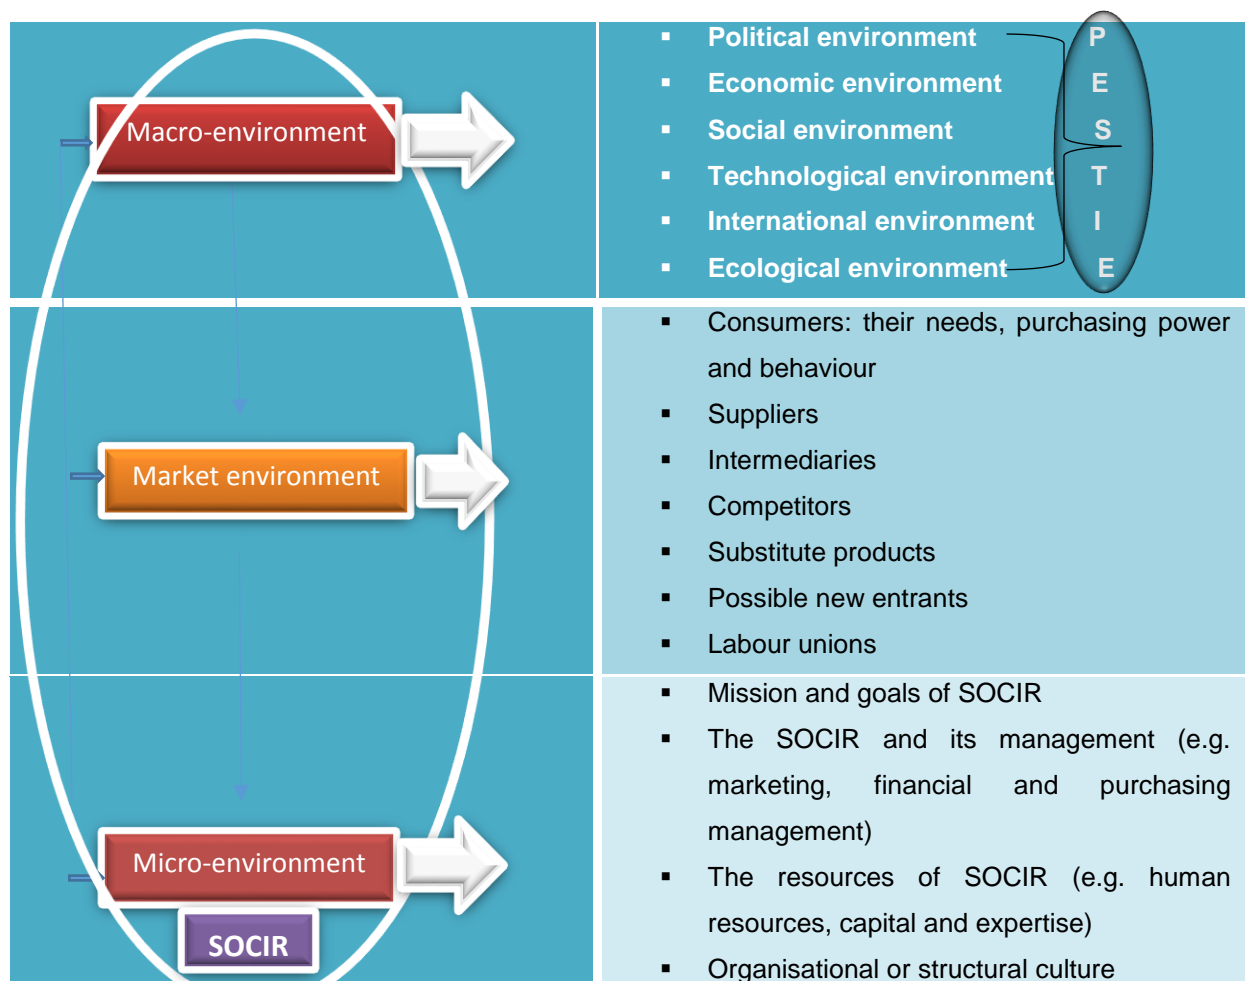 Macro-environment
▪ Political environment P
▪ Economic environment E
▪ Social environment S
▪ Technological environment T
▪ International environment I
▪ Ecological environment E
Market environment
▪ Consumers: their needs, purchasing power
and behaviour
▪ Suppliers
▪ Intermediaries
▪ Competitors
▪ Substitute products
▪ Possible new entrants
▪ Labour unions
Micro-environment
SOCIR
▪ Mission and goals of SOCIR
▪ The SOCIR and its management (e.g.
marketing, financial and purchasing
management)
▪ The resources of SOCIR (e.g. human
resources, capital and expertise)
▪ Organisational or structural culture